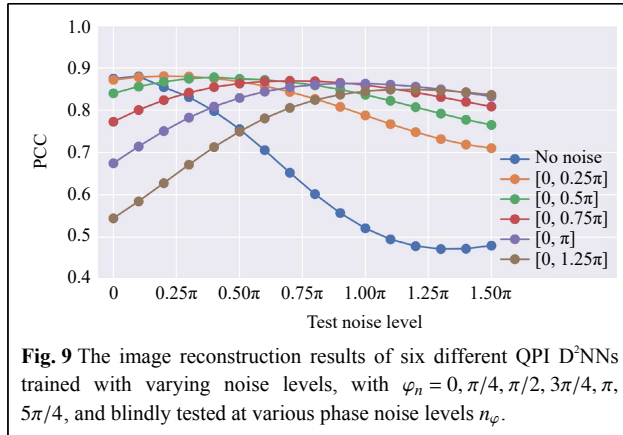 1.0
0.9
0.8
0.7
0.6
0.5
0.4
PCC
No noise
[0, 0.25π]
[0, 0.5π]
[0, 0.75π]
[0, π]
[0, 1.25π]
0 0.25π 0.50π 0.75π 1.00π 1.25π 1.50π
Test noise level
Fig. 9 The image reconstruction results of six different QPI D²NNs
trained with varying noise levels, with φₙ = 0, π/4, π/2, 3π/4, π,
5π/4, and blindly tested at various phase noise levels n_φ.